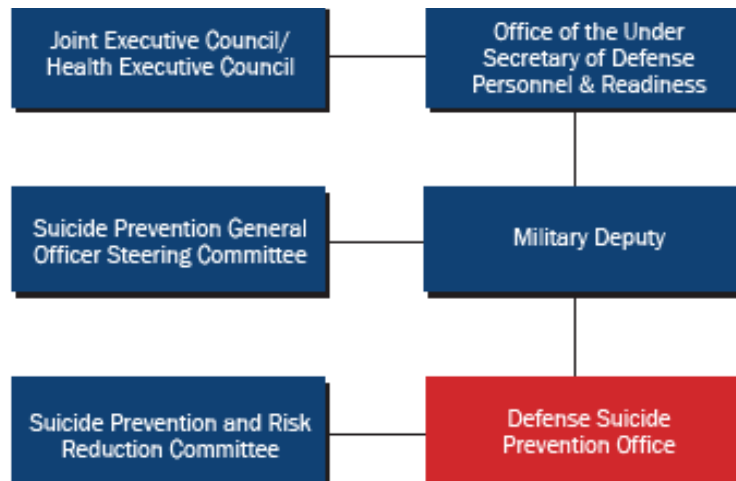 Joint Executive Council/
Health Executive Council
Office of the Under
Secretary of Defense
Personnel & Readiness
Suicide Prevention General
Officer Steering Committee
Military Deputy
Suicide Prevention and Risk
Reduction Committee
Defense Suicide
Prevention Office